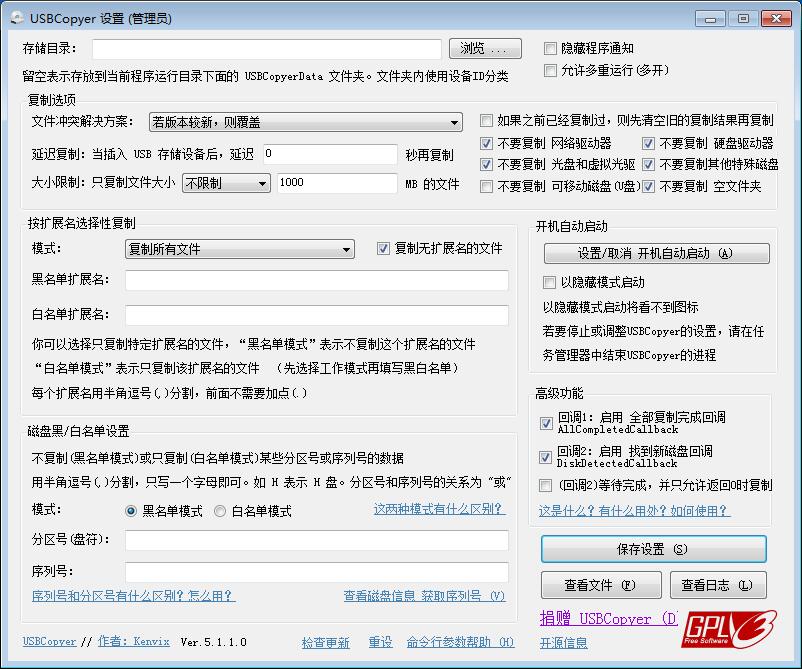 USBCopyer 设置 (管理员)
存储目录：
浏览 ...
隐藏程序通知
留空表示存放到当前程序运行目录下面的 USBCopyerData 文件夹。文件夹内使用设备ID分类
允许多重运行(多开)
复制选项
文件冲突解决方案： 若版本较新，则覆盖
如果之前已经复制过，则先清空旧的复制结果再复制
延迟复制：当插入 USB 存储设备后，延迟 0 秒再复制
不要复制 网络驱动器 不要复制 硬盘驱动器
不要复制 光盘和虚拟光驱 不要复制其他特殊磁盘
大小限制：只复制文件大小 不限制 1000 MB 的文件
不要复制 可移动磁盘(U盘) 不要复制 空文件夹
按扩展名选择性复制
模式： 复制所有文件 复制无扩展名的文件
黑名单扩展名：
白名单扩展名：
你可以选择只复制特定扩展名的文件，“黑名单模式”表示不复制这个扩展名的文件
“白名单模式”表示只复制该扩展名的文件 （先选择工作模式再填写黑白名单）
每个扩展名用半角逗号(,)分割，前面不需要加点(.)
开机自动启动
设置/取消 开机自动启动 (A)
以隐藏模式启动
以隐藏模式启动将看不到图标
若要停止或调整USBCopyer的设置，请在任
务管理器中结束USBCopyer的进程
磁盘黑/白名单设置
不复制(黑名单模式)或只复制(白名单模式)某些分区号或序列号的数据
用半角逗号(,)分割，只写一个字母即可。如 H 表示 H 盘。分区号和序列号的关系为 "或"
模式： 黑名单模式 白名单模式 这两种模式有什么区别？
分区号(盘符)：
序列号：
序列号和分区号有什么区别？怎么用？ 查看磁盘信息 获取序列号 (V)
高级功能
回调1：启用 全部复制完成回调
AllCompletedCallback
回调2：启用 找到新磁盘回调
DiskDetectedCallback
(回调2)等待完成，并只允许返回0时复制
这是什么？有什么用处？如何使用？
保存设置 (S)
查看文件 (F) 查看日志 (L)
捐赠 USBCopyer (D
GPL v3
Free Software
USBCopyer // 作者：Kenvix Ver.5.1.1.0 检查更新 重设 命令行参数帮助 (H) 开源信息